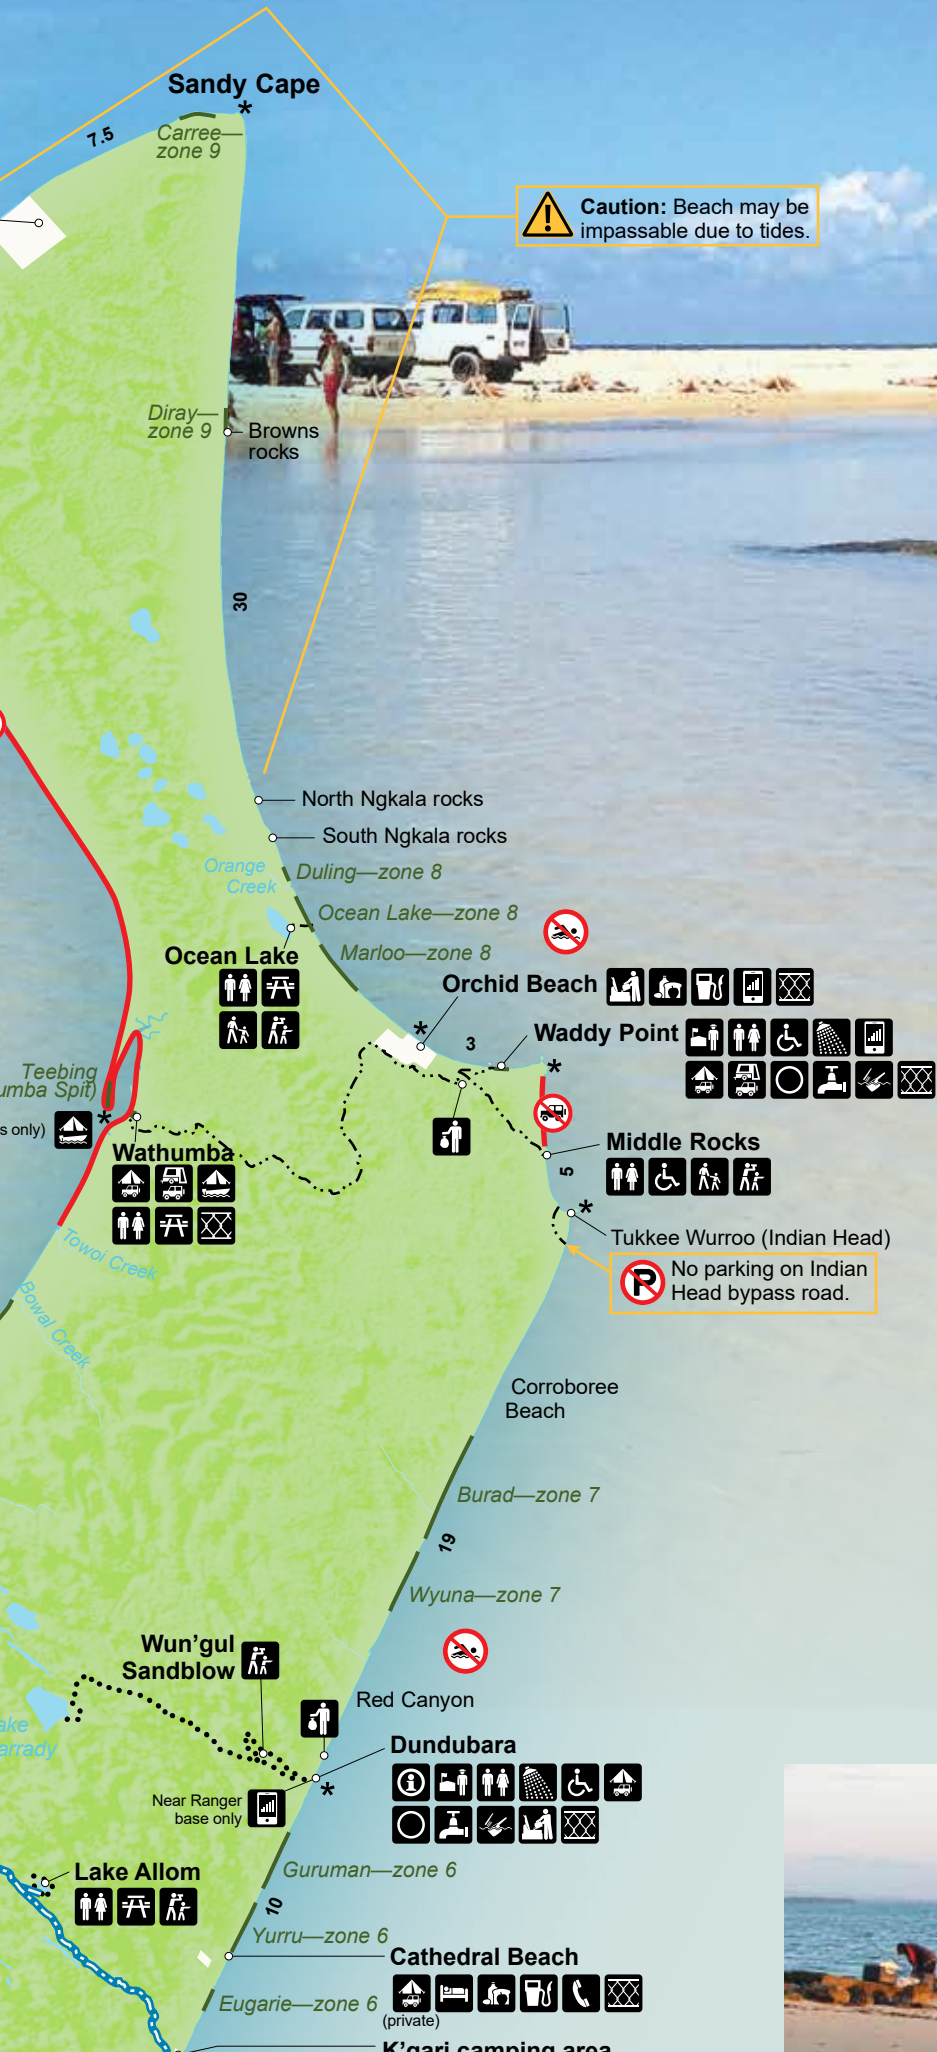 Sandy Cape
*
7.5
Carree—
zone 9
Caution: Beach may be
impassable due to tides.
Diray—
zone 9
Browns
rocks
30
North Ngkala rocks
South Ngkala rocks
Orange
Creek
Duling—zone 8
Ocean Lake—zone 8
Ocean Lake
Marloo—zone 8
Orchid Beach
*
3
Waddy Point
*
Teebing
umba Spit)
s only)
*
Wathumba
Middle Rocks
5
*
Tukkee Wurroo (Indian Head)
P
No parking on Indian
Head bypass road.
Towoi Creek
Bowal Creek
Corroboree
Beach
Burad—zone 7
19
Wyuna—zone 7
Wun’gul
Sandblow
Red Canyon
ake
arrady
Dundubara
*
Near Ranger
base only
Guruman—zone 6
Lake Allom
10
Yurru—zone 6
Cathedral Beach
Eugarie—zone 6
(private)
K’gari camping area